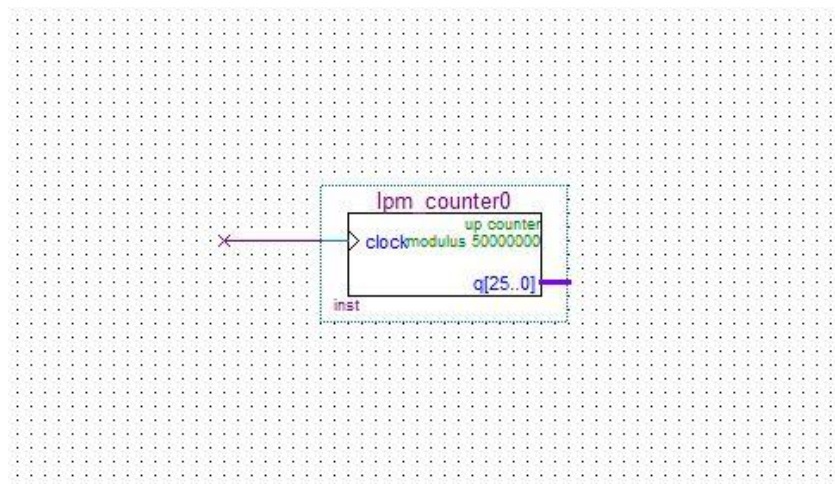 lpm_counter0
up counter
clock modulus 50000000
q[25..0]
inst